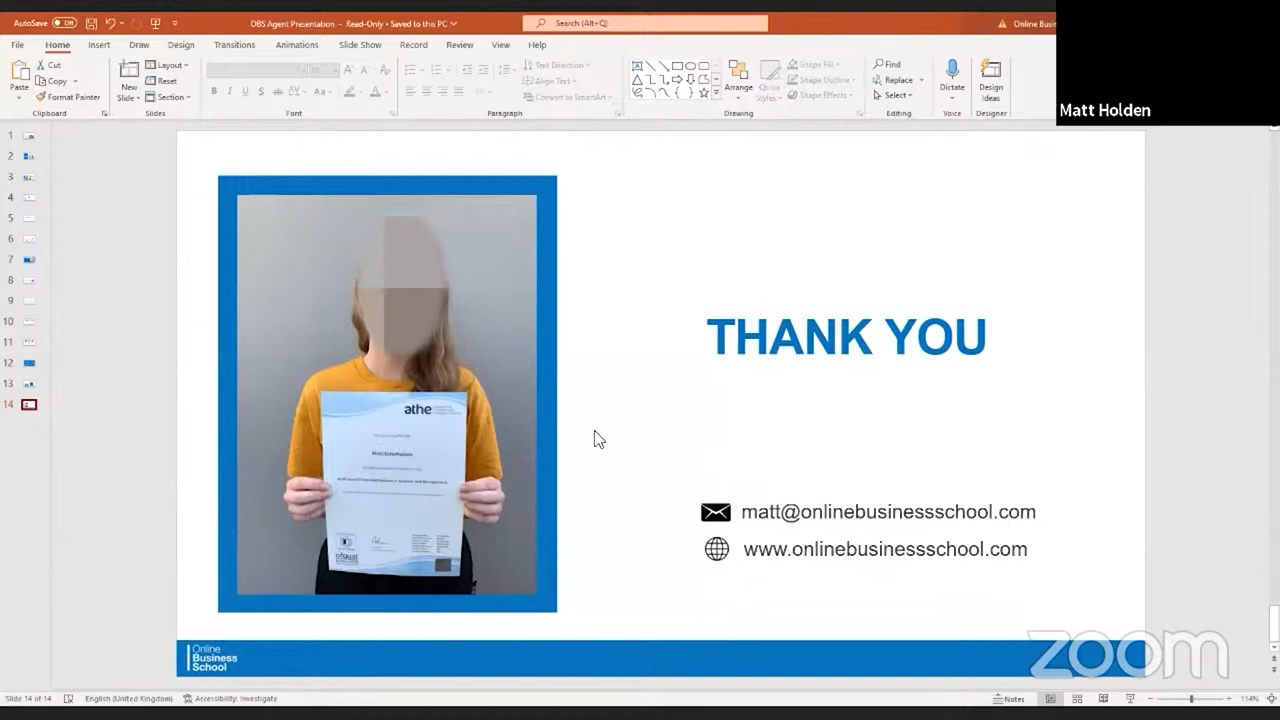 AutoSave Off OBS Agent Presentation - Read-Only • Saved to this PC Search (Alt+Q) Online Busin
File Home Insert Draw Design Transitions Animations Slide Show Record Review View Help
Paste Cut Copy Format Painter
New Slide Layout Reset Section
Text Direction Align Text Convert to SmartArt
Arrange Quick Styles Shape Fill Shape Outline Shape Effects
Find Replace Select
Dictate Design Ideas
Clipboard Slides Font Paragraph Drawing Editing Voice Designer
Matt Holden
1
2
3
4
5
6
7
8
9
10
11
12
13
14
athe
ofqual
THANK YOU
matt@onlinebusinessschool.com
www.onlinebusinessschool.com
Online
Business
School
zoom
Slide 14 of 14 English (United Kingdom) Accessibility: Investigate Notes 114%